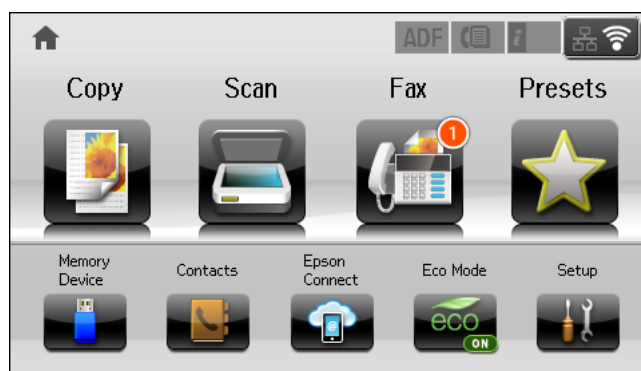 ADF i
Copy Scan Fax Presets
1
Memory Device Contacts Epson Connect Eco Mode Setup
@
eco
ON